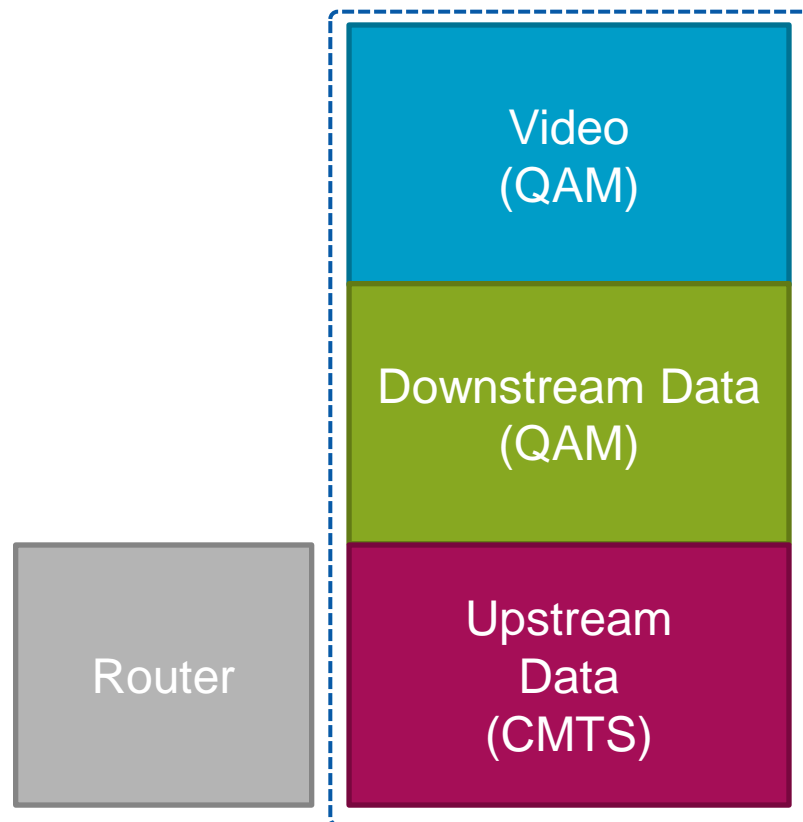 Video
(QAM)
Downstream Data
(QAM)
Router
Upstream
Data
(CMTS)